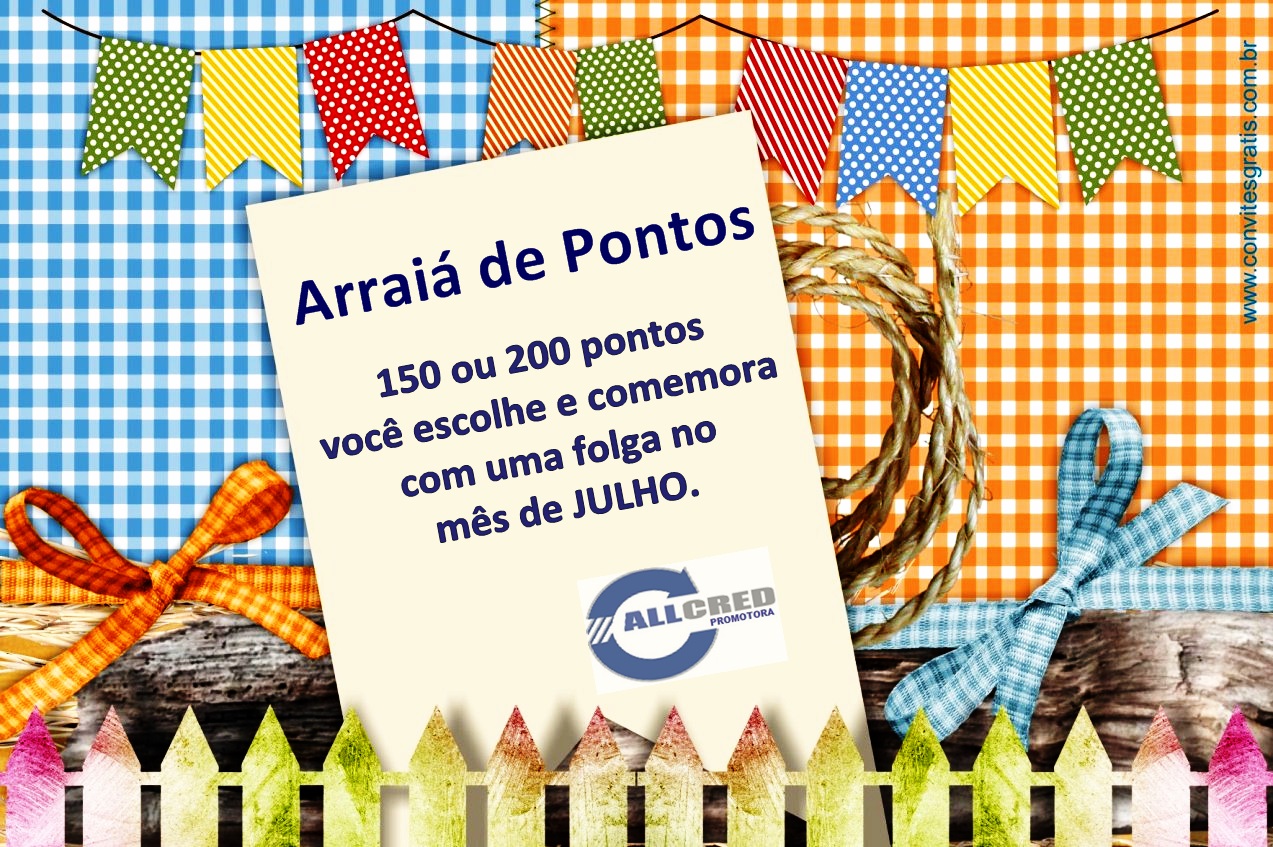 Arraiá de Pontos
150 ou 200 pontos
você escolhe e comemora
com uma folga no
mês de JULHO.
ALLCRED
PROMOTORA
www.convitesgratis.com.br